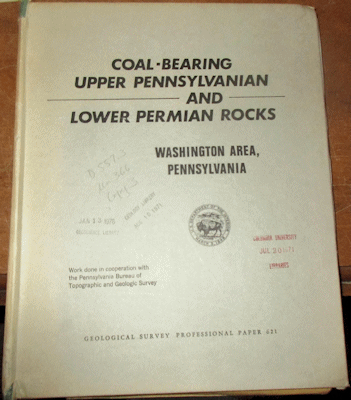 COAL-BEARING
UPPER PENNSYLVANIAN
AND
LOWER PERMIAN ROCKS
WASHINGTON AREA,
PENNSYLVANIA
Work done in cooperation with
the Pennsylvania Bureau of
Topographic and Geologic Survey
GEOLOGICAL SURVEY PROFESSIONAL PAPER 621